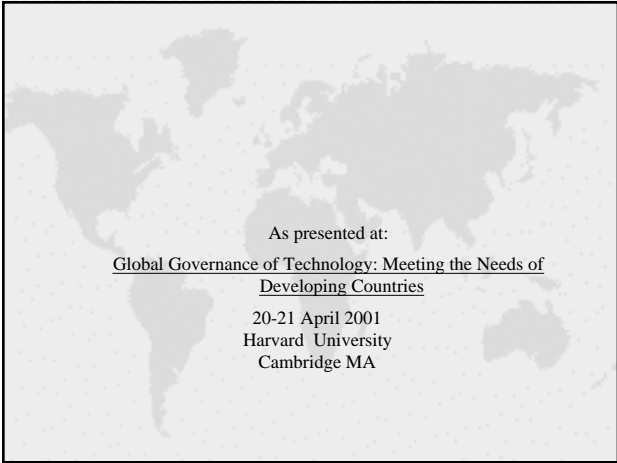 As presented at:
Global Governance of Technology: Meeting the Needs of
Developing Countries
20-21 April 2001
Harvard University
Cambridge MA